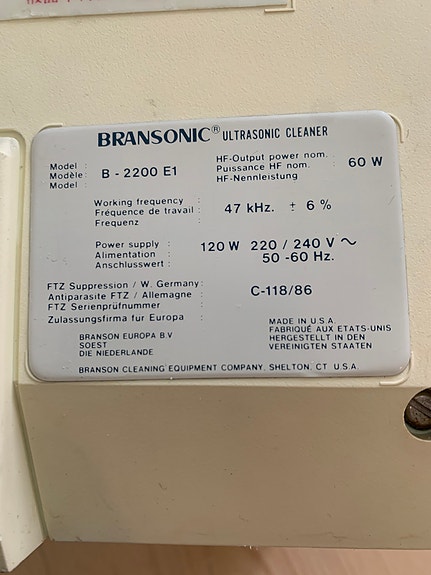 BRANSONIC® ULTRASONIC CLEANER
Model :
Modèle :
Model :
B - 2200 E1
HF-Output power nom. :
Puissance HF nom. :
HF-Nennleistung
60 W
Working frequency :
Fréquence de travail :
Frequenz :
47 kHz. ± 6 %
Power supply :
Alimentation :
Anschlusswert :
120 W 220 / 240 V ~
50 -60 Hz.
FTZ Suppression / W. Germany :
Antiparasite FTZ / Allemagne :
FTZ Serienprüfnummer
C-118/86
Zulassungsfirma fur Europa :
BRANSON EUROPA B.V
SOEST
DIE NIEDERLANDE
MADE IN U.S.A.
FABRIQUÉ AUX ETATS-UNIS
HERGESTELLT IN DEN
VEREINIGTEN STAATEN
BRANSON CLEANING EQUIPMENT COMPANY, SHELTON, CT U.S.A.